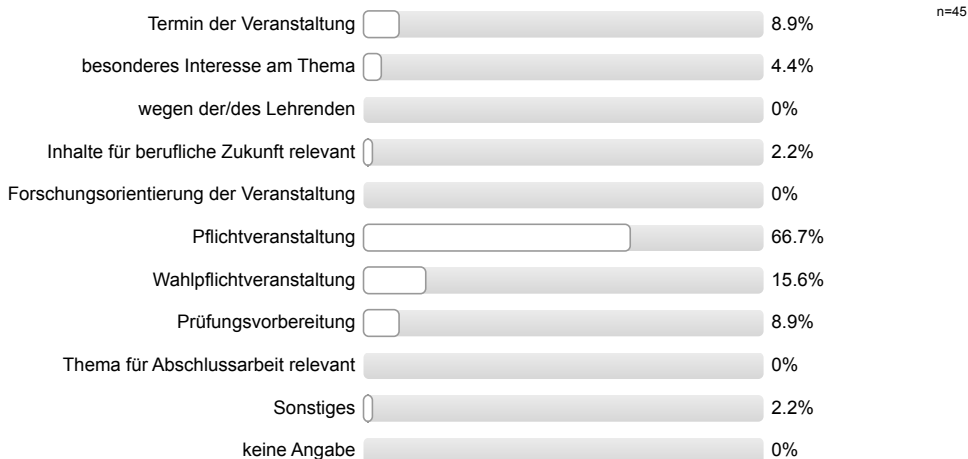 n=45
Termin der Veranstaltung 8.9%
besonderes Interesse am Thema 4.4%
wegen der/des Lehrenden 0%
Inhalte für berufliche Zukunft relevant 2.2%
Forschungsorientierung der Veranstaltung 0%
Pflichtveranstaltung 66.7%
Wahlpflichtveranstaltung 15.6%
Prüfungsvorbereitung 8.9%
Thema für Abschlussarbeit relevant 0%
Sonstiges 2.2%
keine Angabe 0%